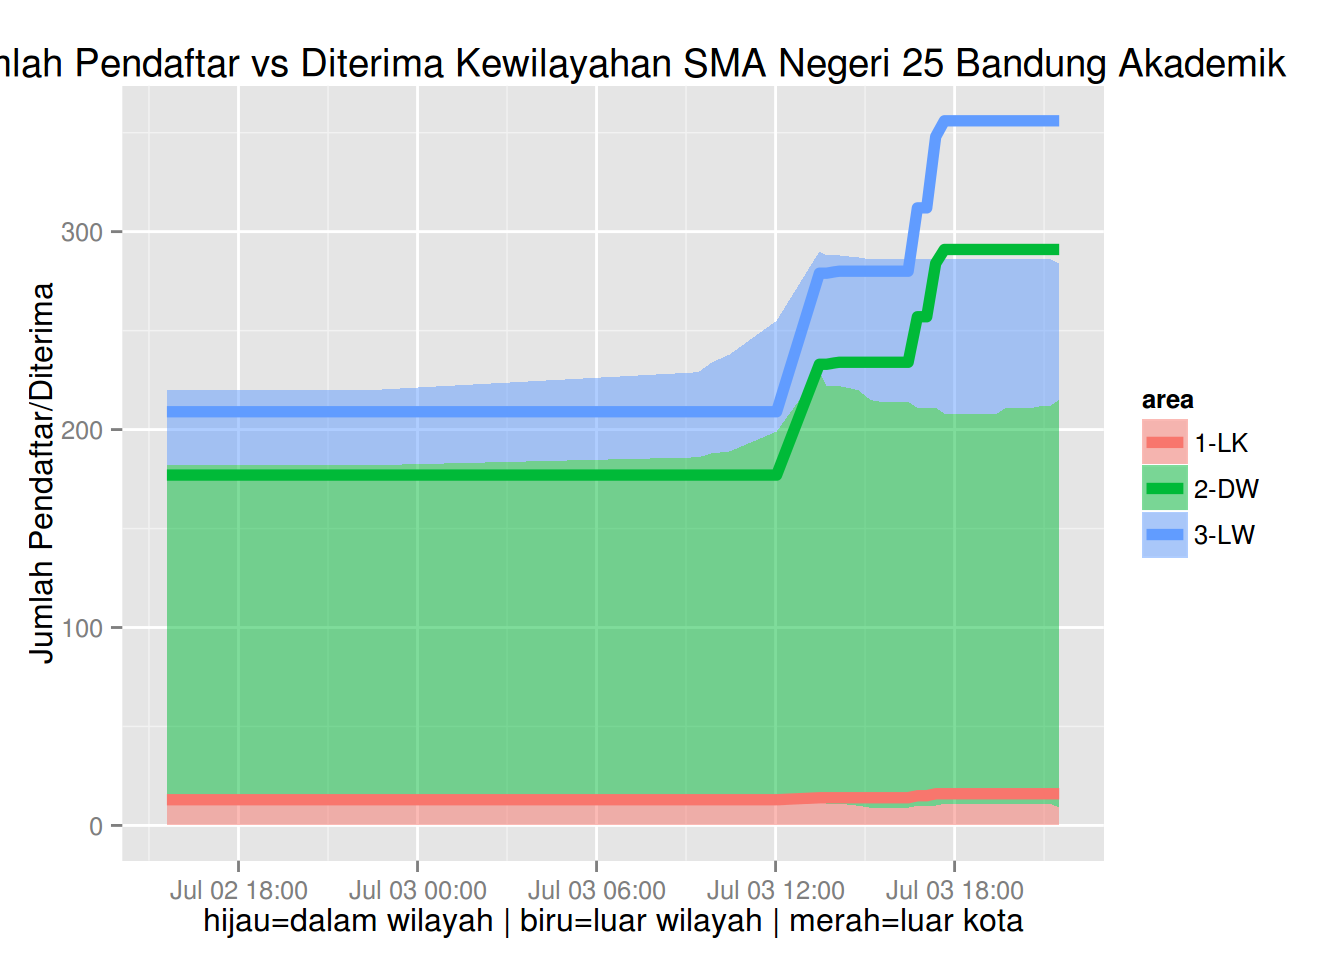 mlah Pendaftar vs Diterima Kewilayahan SMA Negeri 25 Bandung Akademik
Jumlah Pendaftar/Diterima
300
200
100
0
Jul 02 18:00
Jul 03 00:00
Jul 03 06:00
Jul 03 12:00
Jul 03 18:00
hijau=dalam wilayah | biru=luar wilayah | merah=luar kota
area
1-LK
2-DW
3-LW